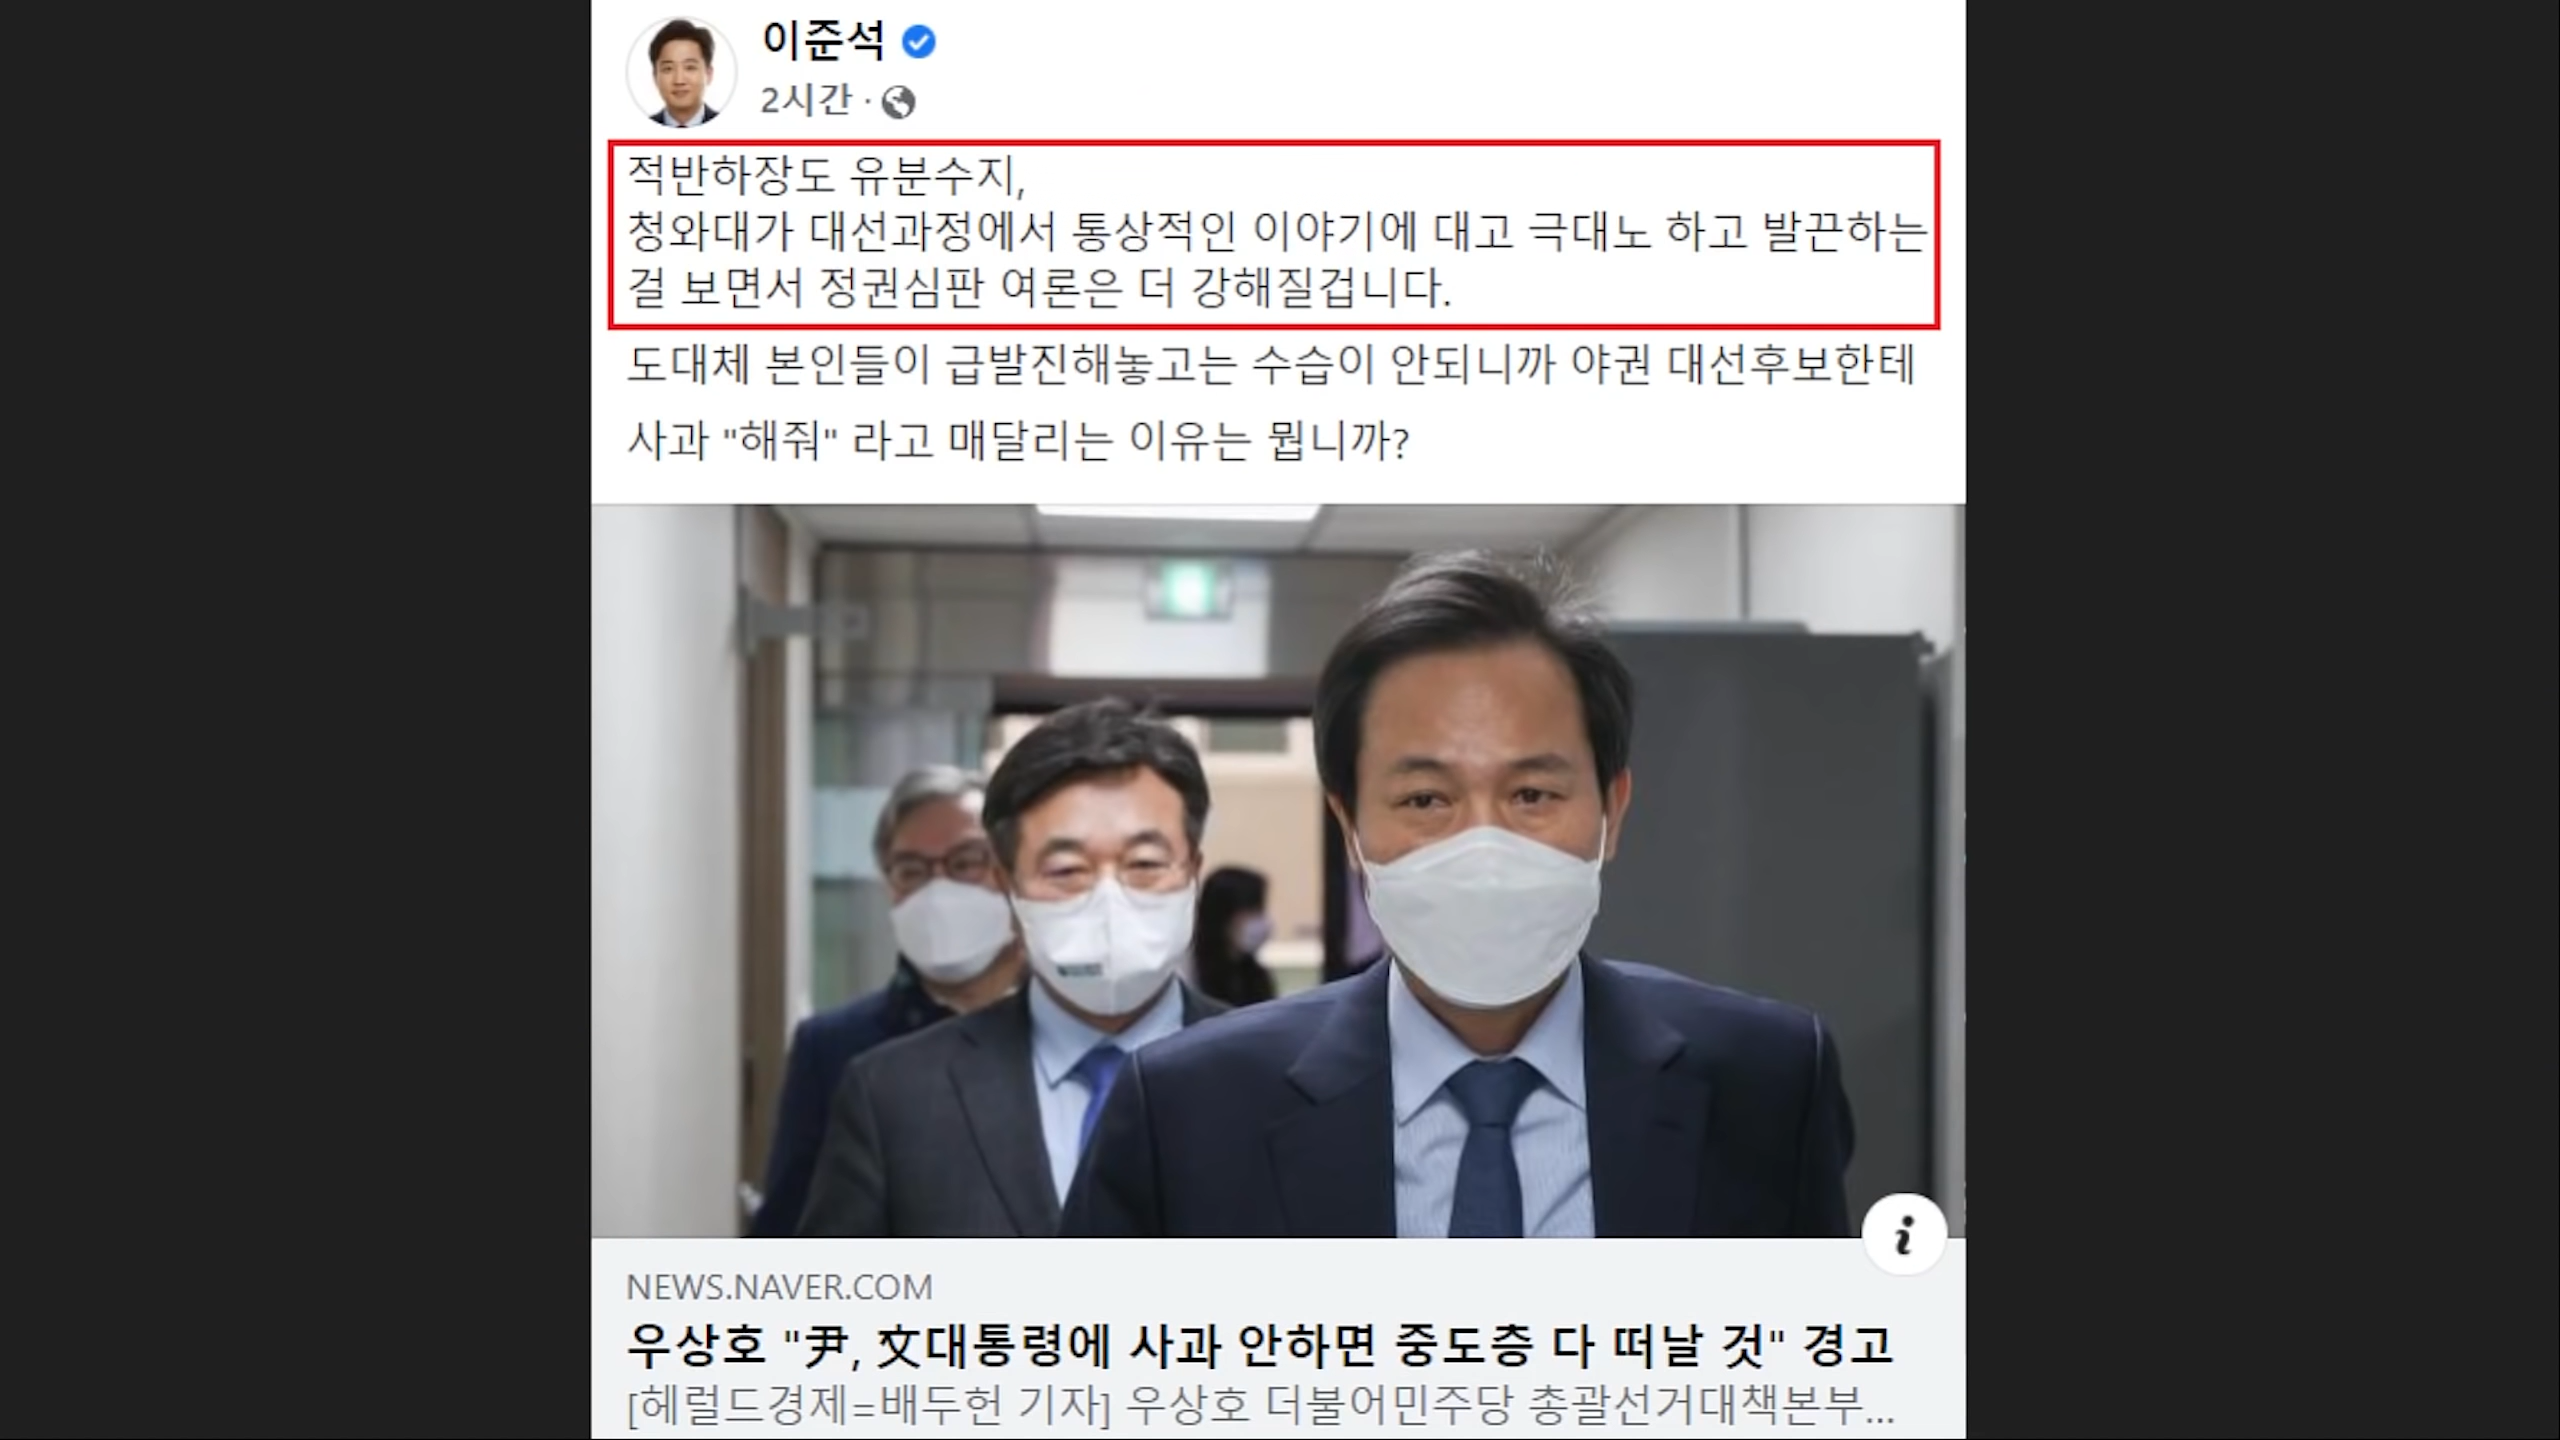 이준석
2시간 ·
적반하장도 유분수지,
청와대가 대선과정에서 통상적인 이야기에 대고 극대노 하고 발끈하는
걸 보면서 정권심판 여론은 더 강해질겁니다.
도대체 본인들이 급발진해놓고는 수습이 안되니까 야권 대선후보한테
사과 "해줘" 라고 매달리는 이유는 뭡니까?
NEWS.NAVER.COM
우상호 "尹, 文대통령에 사과 안하면 중도층 다 떠날 것" 경고
[헤럴드경제=배두헌 기자] 우상호 더불어민주당 총괄선거대책본부...